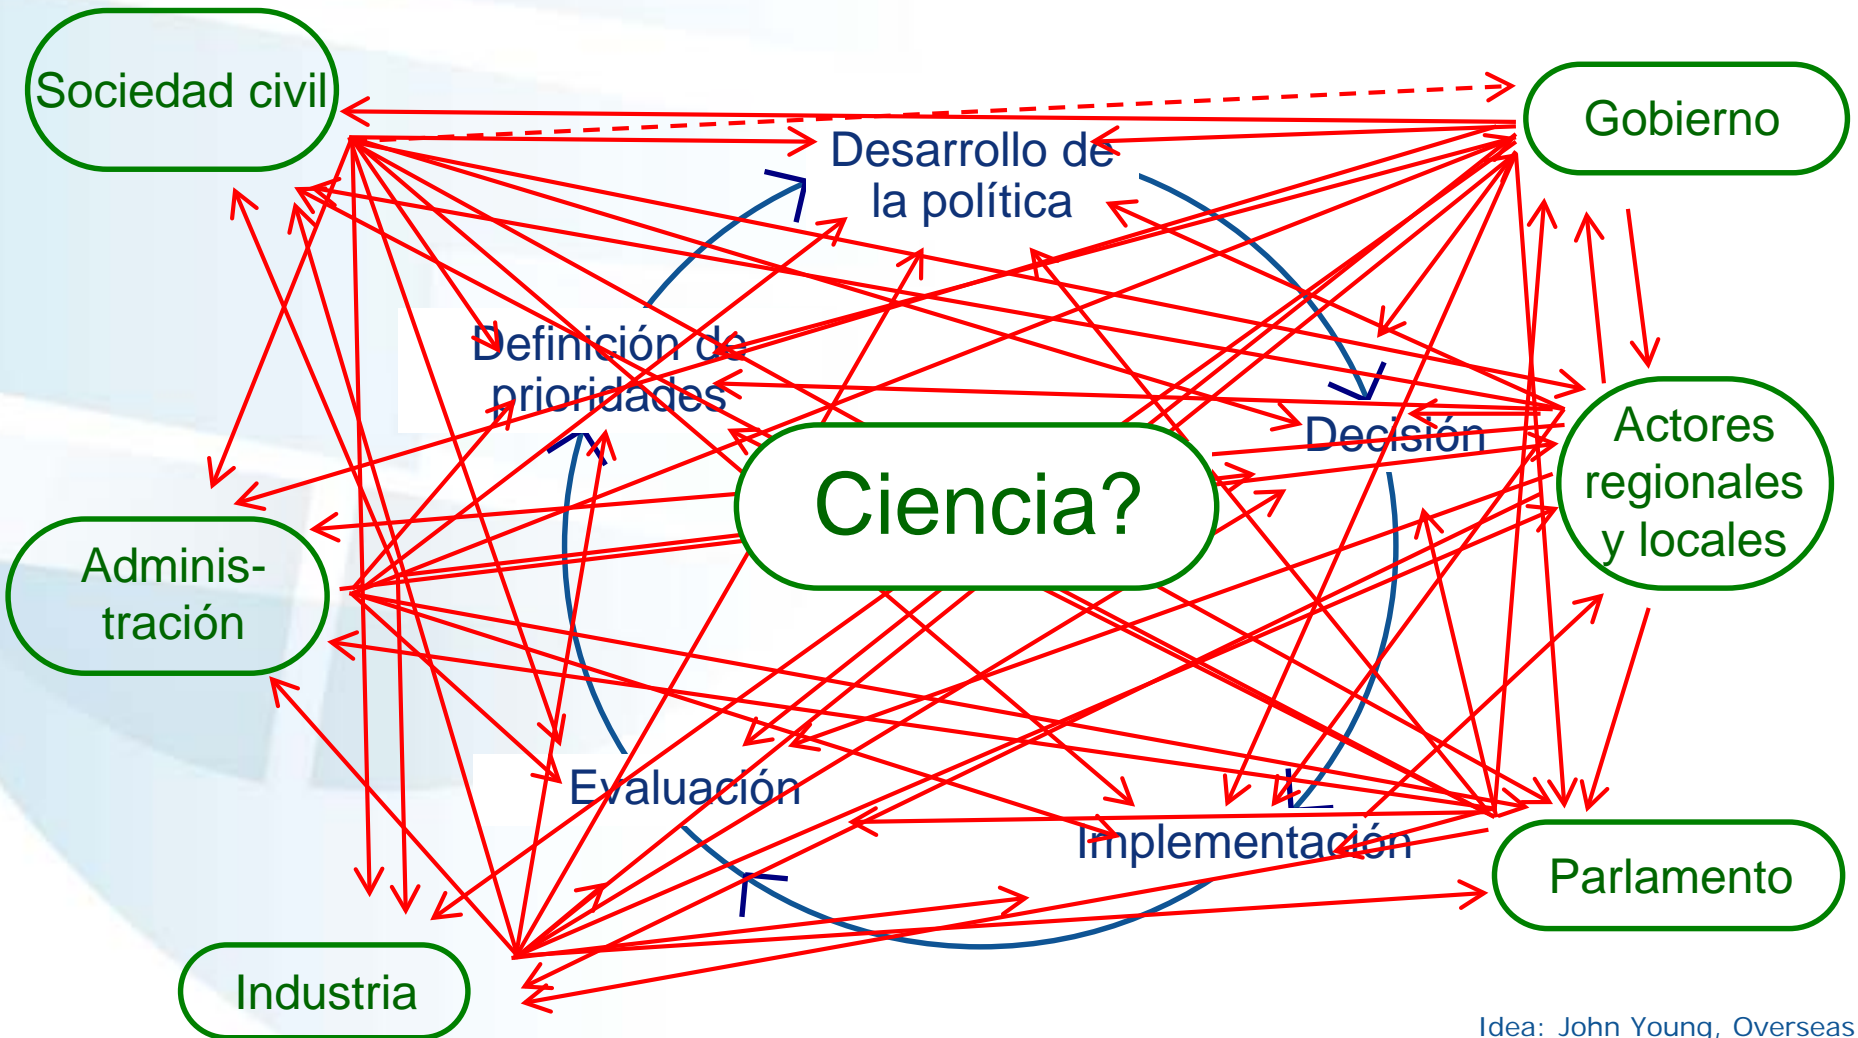 Sociedad civil
Gobierno
Desarrollo de
la política
Definición de
prioridades
Decisión
Actores
regionales
y locales
Ciencia?
Adminis-
tración
Evaluación
Implementación
Parlamento
Industria
Idea: John Young, Overseas